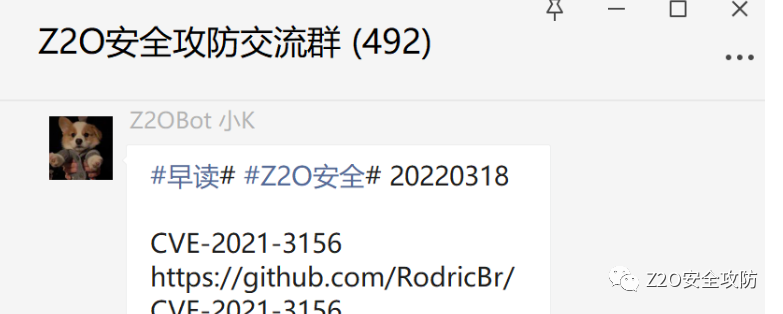 Z2O安全攻防交流群 (492)
Z2OBot 小K
#早读# #Z2O安全# 20220318
CVE-2021-3156
https://github.com/RodricBr/
CVE-2021-3156
Z2O安全攻防